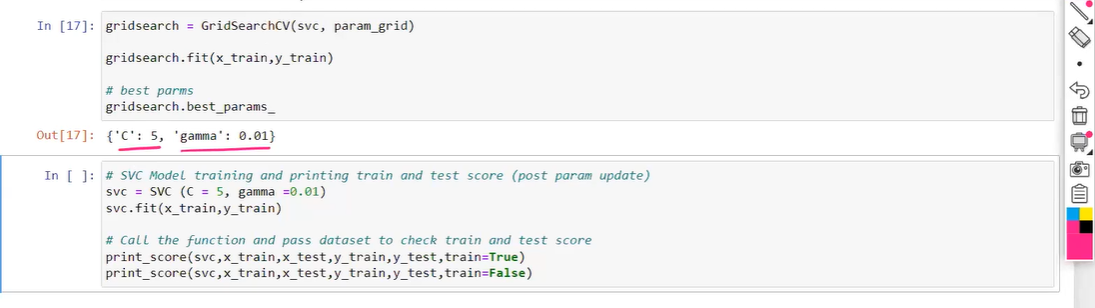 In [17]: gridsearch = GridSearchCV(svc, param_grid)
gridsearch.fit(x_train,y_train)
# best parms
gridsearch.best_params_
Out[17]: {'C': 5, 'gamma': 0.01}
In [ ]: # SVC Model training and printing train and test score (post param update)
svc = SVC (C = 5, gamma =0.01)
svc.fit(x_train,y_train)
# Call the function and pass dataset to check train and test score
print_score(svc,x_train,x_test,y_train,y_test,train=True)
print_score(svc,x_train,x_test,y_train,y_test,train=False)